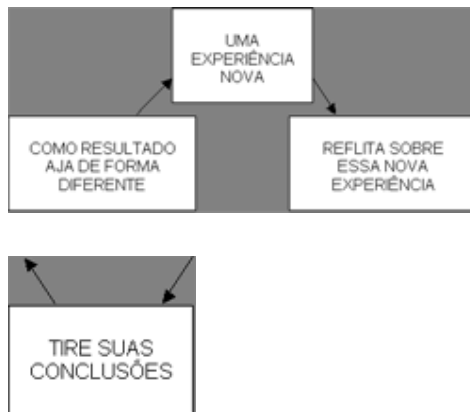 UMA
EXPERIÊNCIA
NOVA
COMO RESULTADO
AJA DE FORMA
DIFERENTE
REFLITA SOBRE
ESSA NOVA
EXPERIÊNCIA
TIRE SUAS
CONCLUSÕES